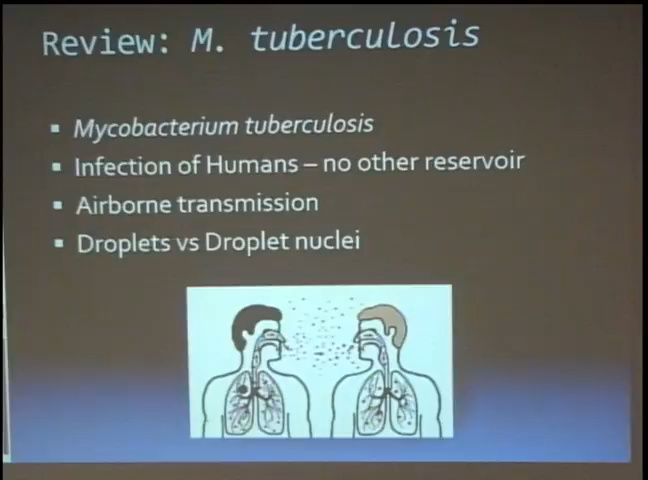 Review: M. tuberculosis
▪ Mycobacterium tuberculosis
▪ Infection of Humans – no other reservoir
▪ Airborne transmission
▪ Droplets vs Droplet nuclei